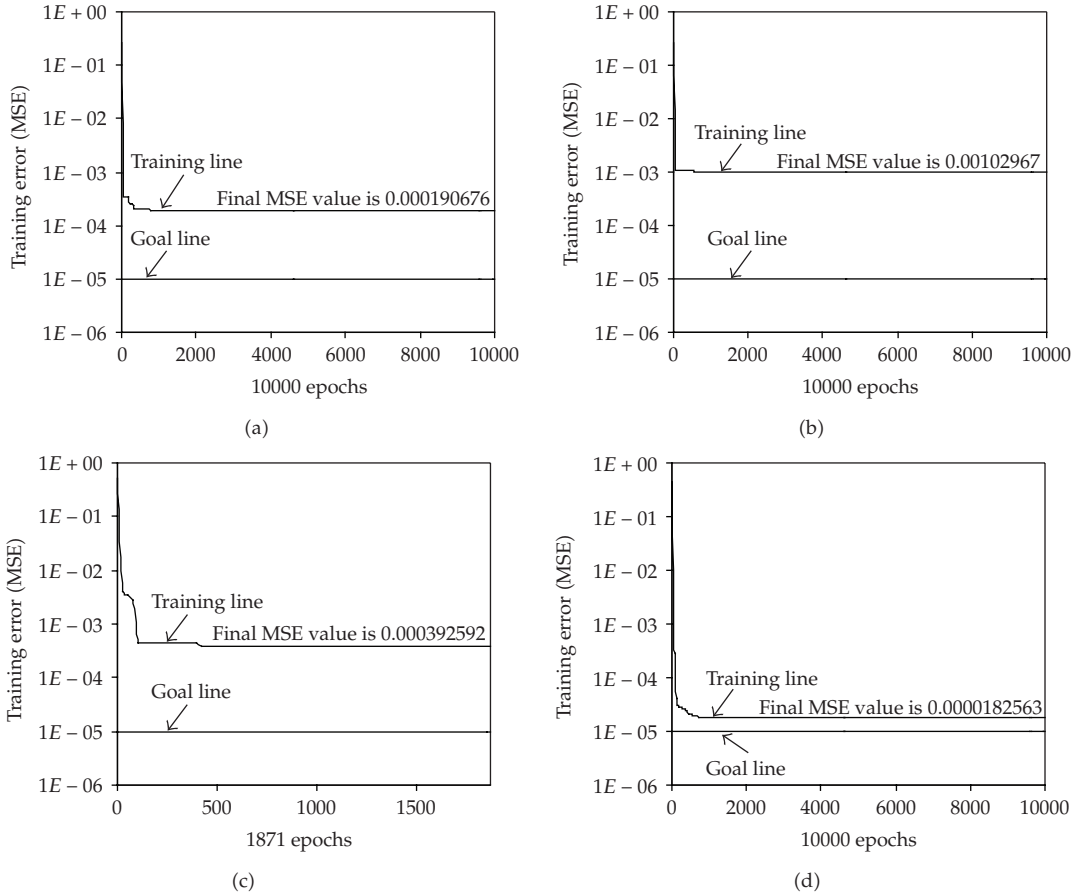 1E + 00
1E − 01
1E − 02
1E − 03
1E − 04
1E − 05
1E − 06
Training error (MSE)
Training line
Final MSE value is 0.000190676
Goal line
0 2000 4000 6000 8000 10000
10000 epochs
(a)
1E + 00
1E − 01
1E − 02
1E − 03
1E − 04
1E − 05
1E − 06
Training error (MSE)
Training line
Final MSE value is 0.00102967
Goal line
0 2000 4000 6000 8000 10000
10000 epochs
(b)
1E + 00
1E − 01
1E − 02
1E − 03
1E − 04
1E − 05
1E − 06
Training error (MSE)
Training line
Final MSE value is 0.000392592
Goal line
0 500 1000 1500
1871 epochs
(c)
1E + 00
1E − 01
1E − 02
1E − 03
1E − 04
1E − 05
1E − 06
Training error (MSE)
Training line
Final MSE value is 0.0000182563
Goal line
0 2000 4000 6000 8000 10000
10000 epochs
(d)